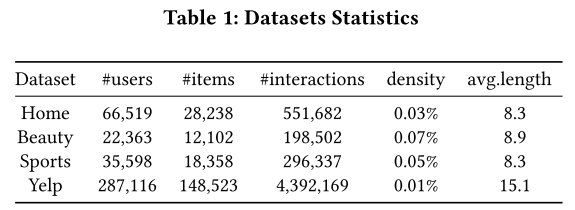 Table 1: Datasets Statistics
Dataset #users #items #interactions density avg.length
Home 66,519 28,238 551,682 0.03% 8.3
Beauty 22,363 12,102 198,502 0.07% 8.9
Sports 35,598 18,358 296,337 0.05% 8.3
Yelp 287,116 148,523 4,392,169 0.01% 15.1